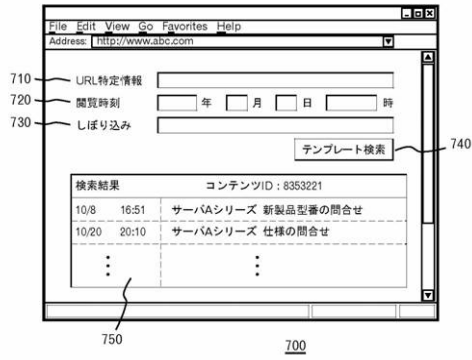 File Edit View Go Favorites Help
Address: http://www.abc.com
710 URL特定情報
720 閲覧時刻 年 月 日 時
730 しぼり込み
テンプレート検索 740
検索結果 コンテンツID：8353221
10/8 16:51 サーバAシリーズ 新製品型番の問合せ
10/20 20:10 サーバAシリーズ 仕様の問合せ
750
700